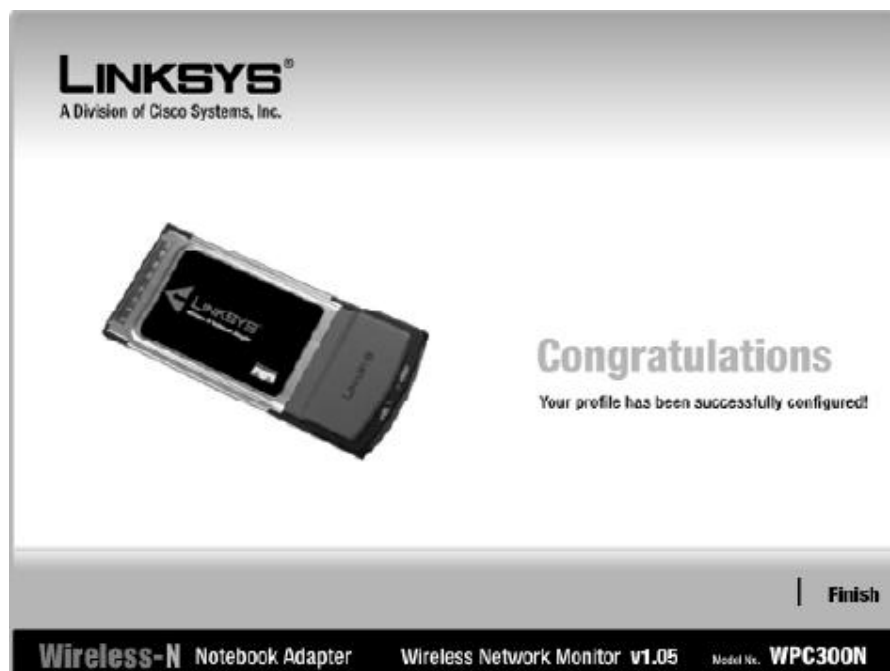 LINKSYS®
A Division of Cisco Systems, Inc.
LINKSYS
LINKSYS
Congratulations
Your profile has been successfully configured!
Finish
Wireless-N Notebook Adapter Wireless Network Monitor v1.05 Model No. WPC300N